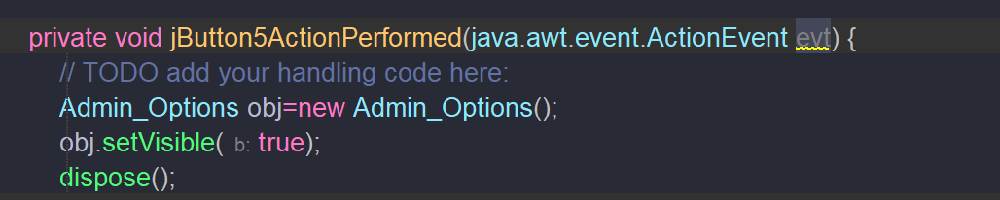 private void jButton5ActionPerformed(java.awt.event.ActionEvent evt) {
// TODO add your handling code here:
Admin_Options obj=new Admin_Options();
obj.setVisible( b: true);
dispose();